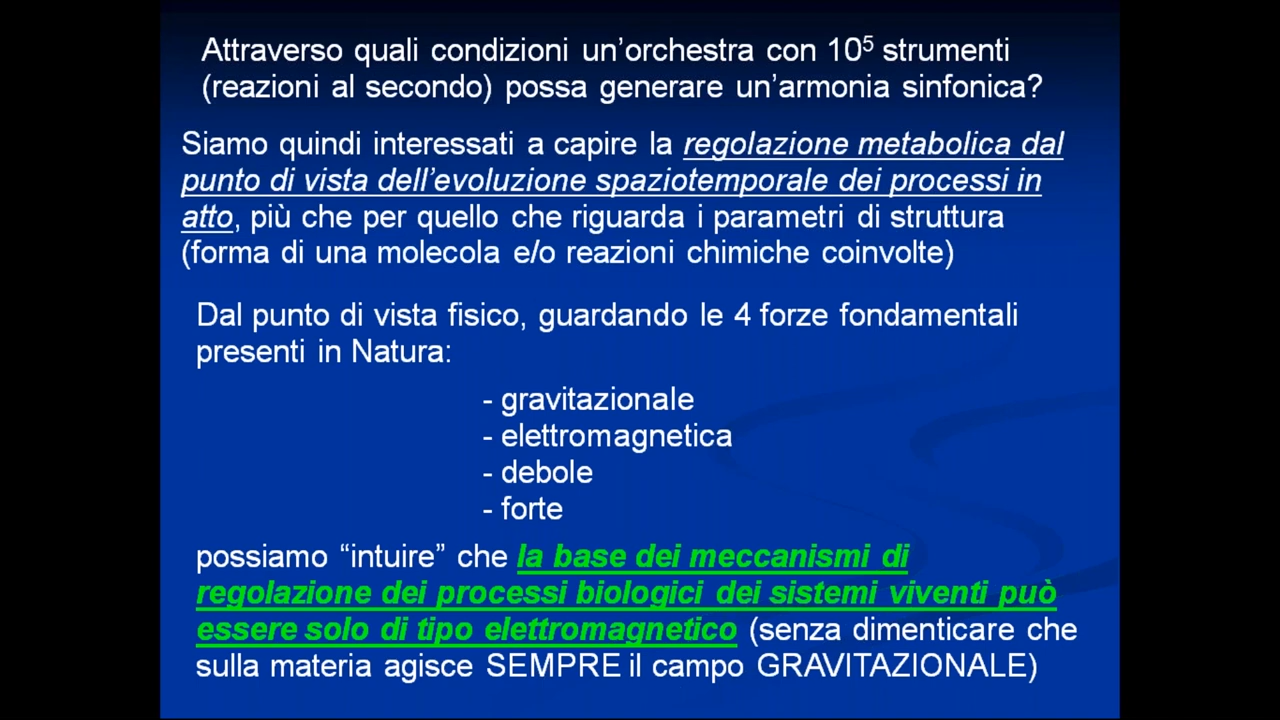 Attraverso quali condizioni un’orchestra con 10⁵ strumenti
(reazioni al secondo) possa generare un’armonia sinfonica?
Siamo quindi interessati a capire la regolazione metabolica dal
punto di vista dell’evoluzione spaziotemporale dei processi in
atto, più che per quello che riguarda i parametri di struttura
(forma di una molecola e/o reazioni chimiche coinvolte)
Dal punto di vista fisico, guardando le 4 forze fondamentali
presenti in Natura:
- gravitazionale
- elettromagnetica
- debole
- forte
possiamo “intuire” che la base dei meccanismi di
regolazione dei processi biologici dei sistemi viventi può
essere solo di tipo elettromagnetico (senza dimenticare che
sulla materia agisce SEMPRE il campo GRAVITAZIONALE)